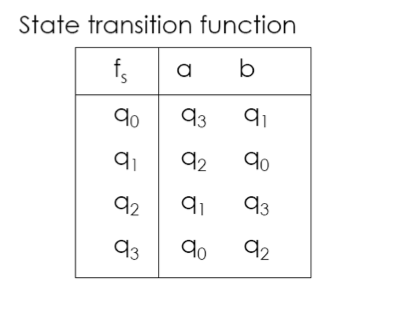 State transition function
fs a b
q0 q3 q1
q1 q2 q0
q2 q1 q3
q3 q0 q2